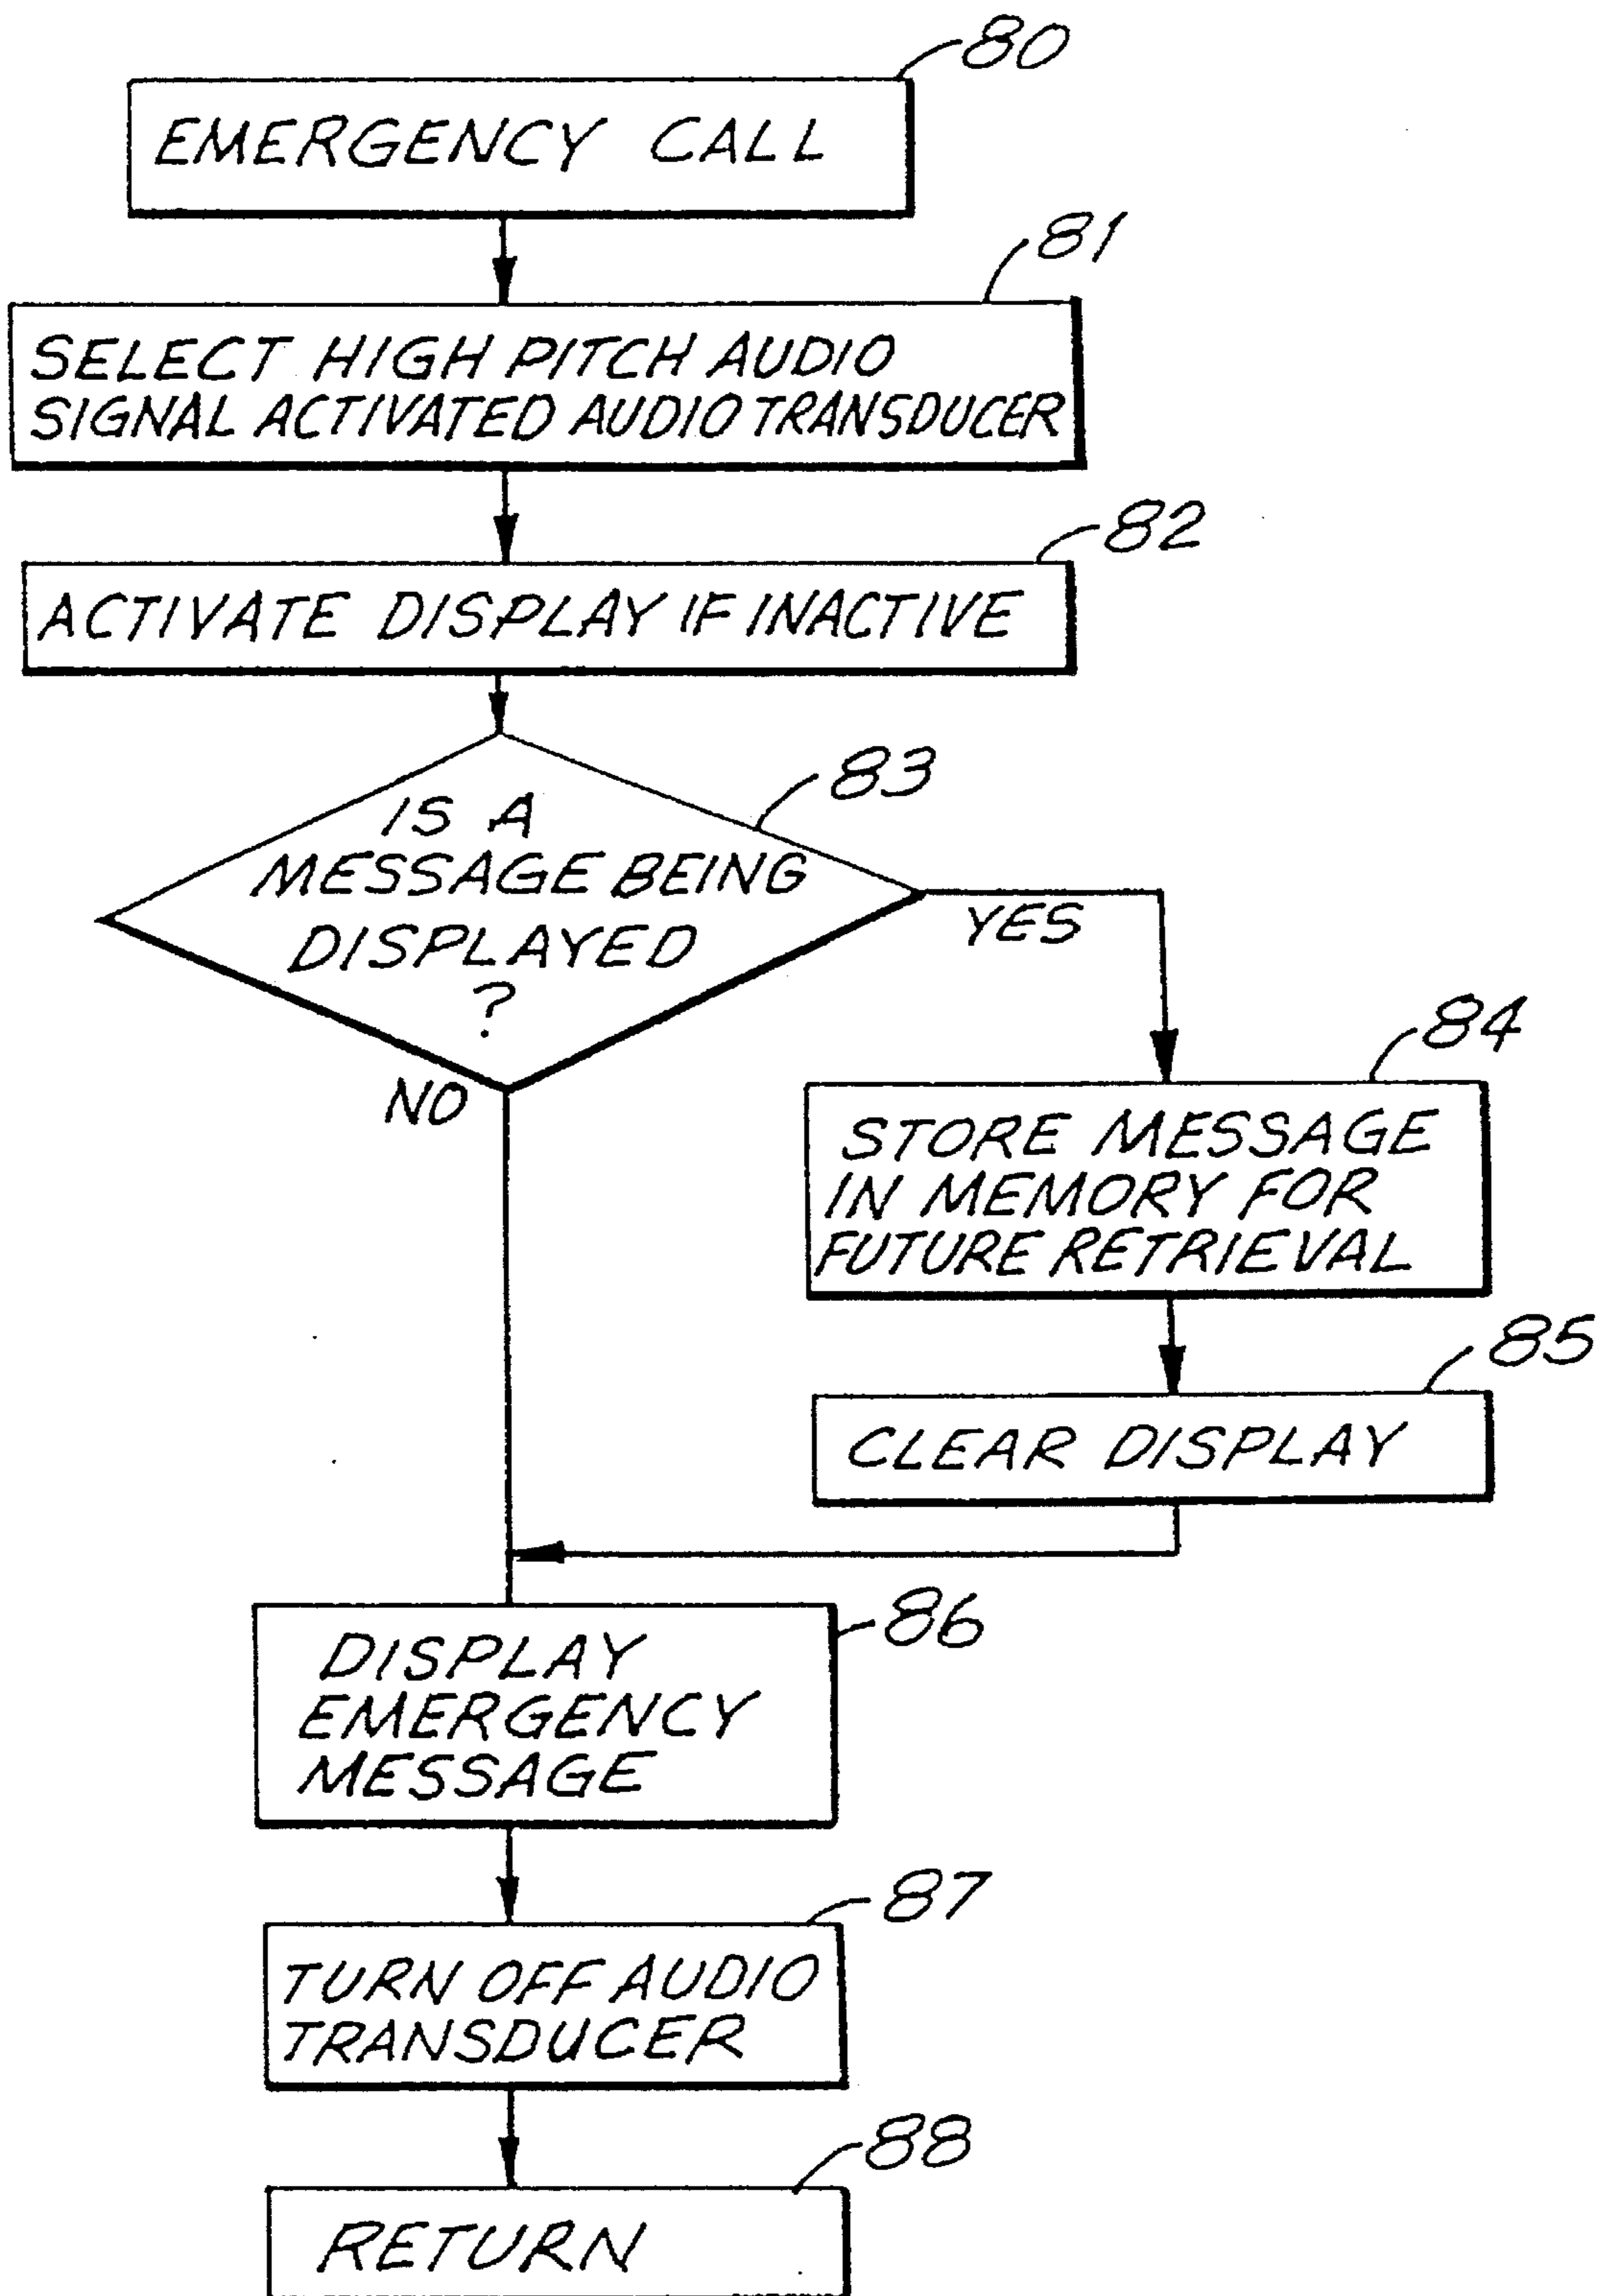 80
EMERGENCY CALL
81
SELECT HIGH PITCH AUDIO
SIGNAL ACTIVATED AUDIO TRANSDUCER
82
ACTIVATE DISPLAY IF INACTIVE
83
IS A
MESSAGE BEING
DISPLAYED
?
YES
NO
84
STORE MESSAGE
IN MEMORY FOR
FUTURE RETRIEVAL
85
CLEAR DISPLAY
86
DISPLAY
EMERGENCY
MESSAGE
87
TURN OFF AUDIO
TRANSDUCER
88
RETURN